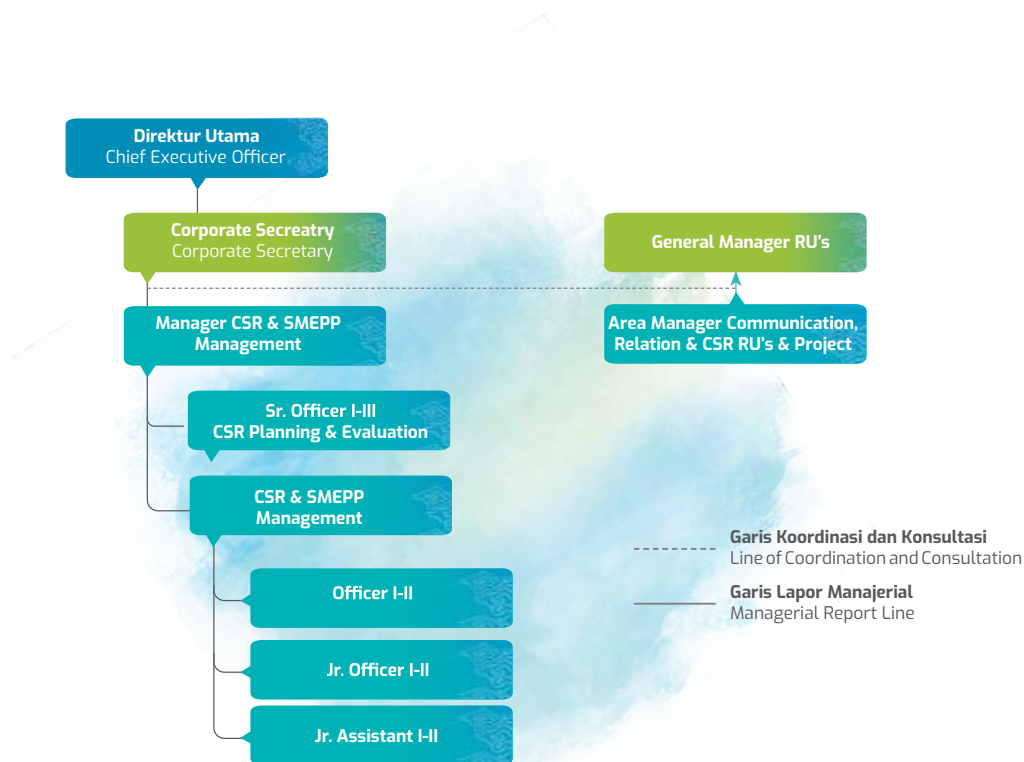 Direktur Utama
Chief Executive Officer
Corporate Secreatry
Corporate Secretary
General Manager RU's
Manager CSR & SMEPP
Management
Area Manager Communication,
Relation & CSR RU's & Project
Sr. Officer I-III
CSR Planning & Evaluation
CSR & SMEPP
Management
Officer I-II
Jr. Officer I-II
Jr. Assistant I-II
Garis Koordinasi dan Konsultasi
Line of Coordination and Consultation
Garis Lapor Manajerial
Managerial Report Line